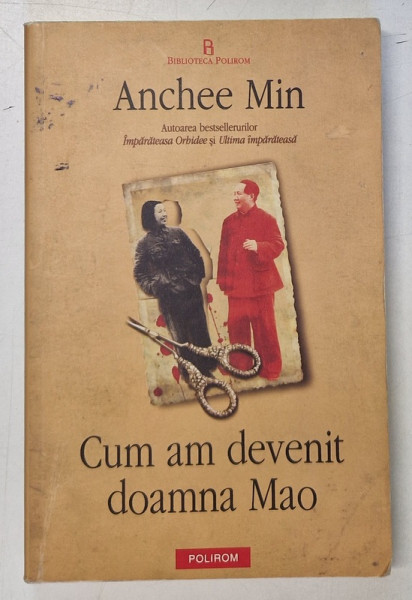 BIBLIOTECA POLIROM
Anchee Min
Autoarea bestsellerurilor
Împărăteasa Orhidee și Ultima împărăteasă
Cum am devenit
doamna Mao
POLIROM